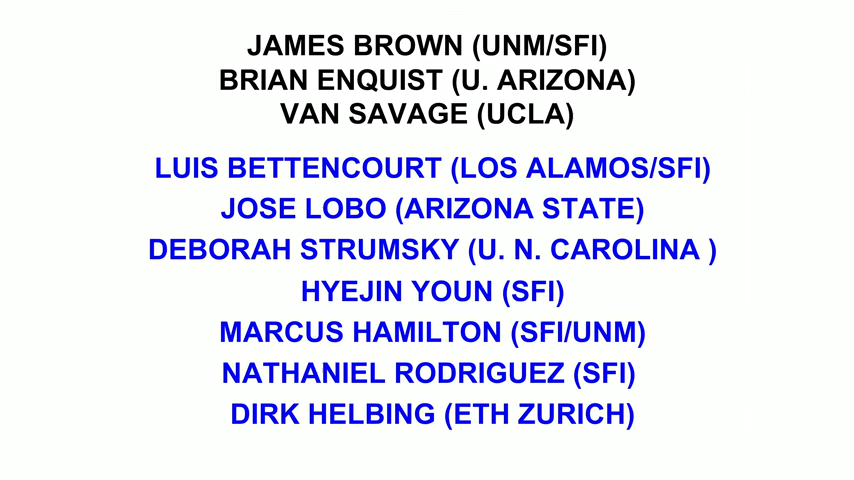 JAMES BROWN (UNM/SFI)
BRIAN ENQUIST (U. ARIZONA)
VAN SAVAGE (UCLA)
LUIS BETTENCOURT (LOS ALAMOS/SFI)
JOSE LOBO (ARIZONA STATE)
DEBORAH STRUMSKY (U. N. CAROLINA )
HYEJIN YOUN (SFI)
MARCUS HAMILTON (SFI/UNM)
NATHANIEL RODRIGUEZ (SFI)
DIRK HELBING (ETH ZURICH)